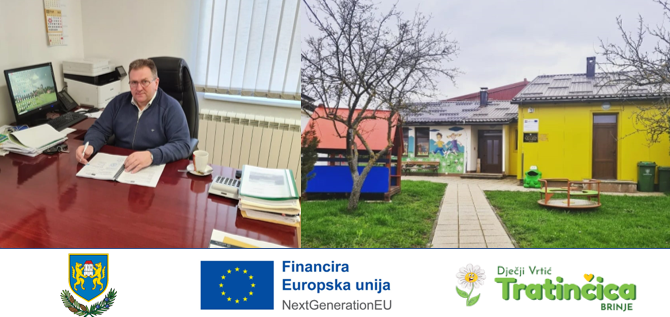 Financira
Europska unija
NextGenerationEU
Dječji Vrtić
Tratinčica
BRINJE